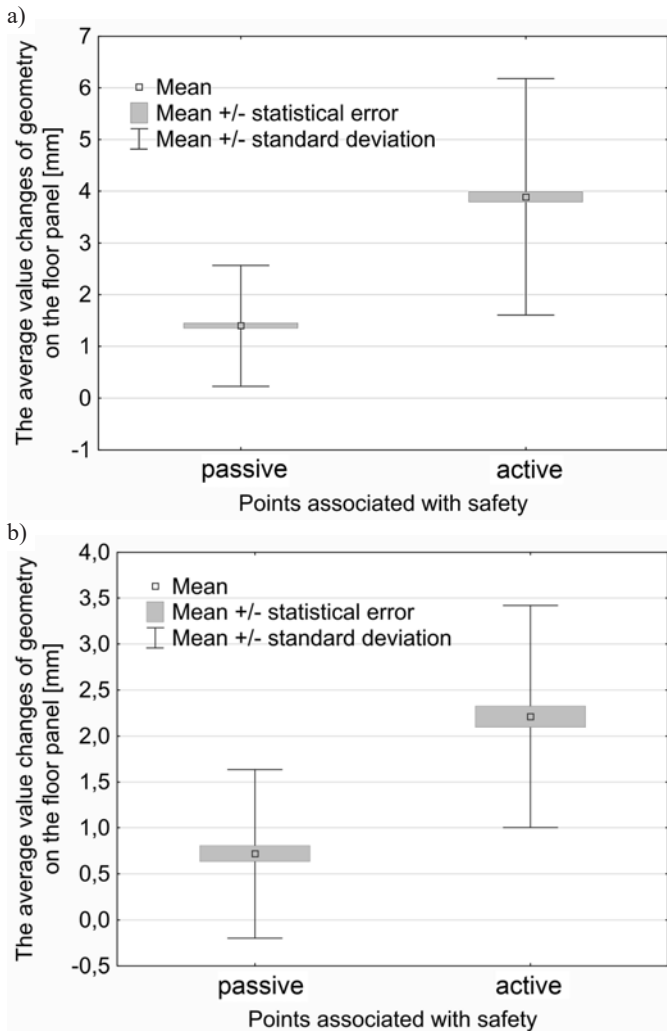 a)
The average value changes of geometry
on the floor panel [mm]
7
6
5
4
3
2
1
0
-1
Mean
Mean +/- statistical error
Mean +/- standard deviation
passive
active
Points associated with safety
b)
The average value changes of geometry
on the floor panel [mm]
4,0
3,5
3,0
2,5
2,0
1,5
1,0
0,5
0,0
-0,5
Mean
Mean +/- statistical error
Mean +/- standard deviation
passive
active
Points associated with safety